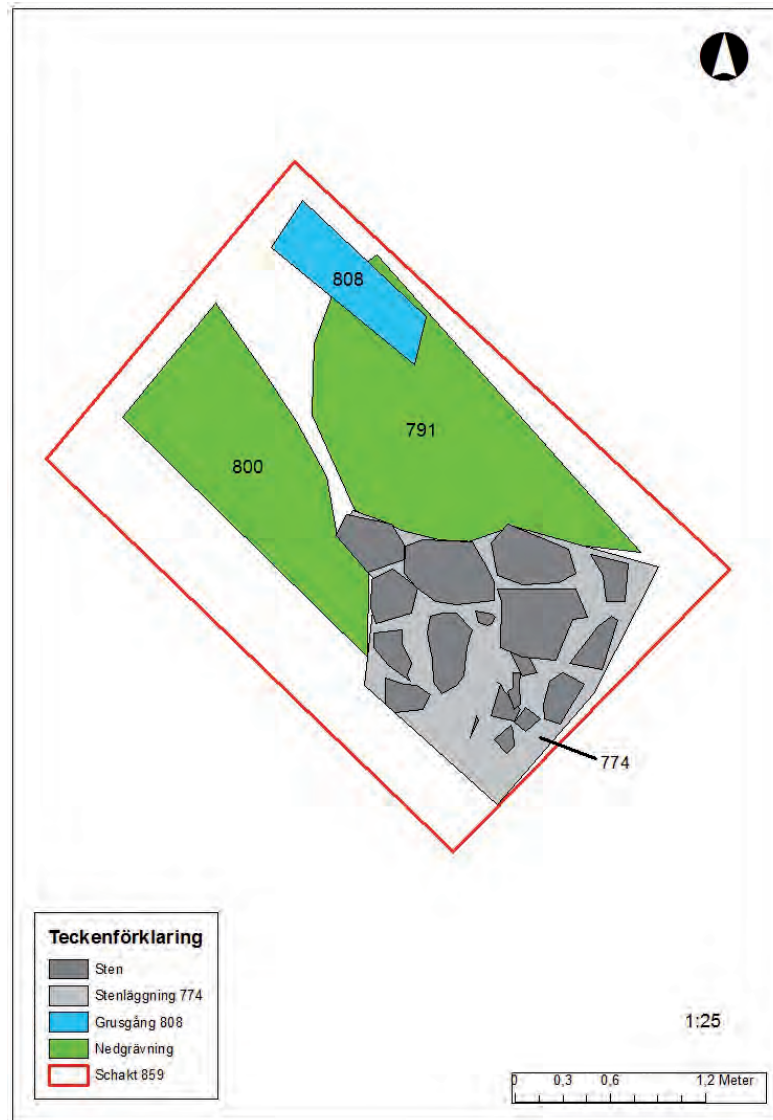 808
791
800
774
Teckenförklaring
Sten
Stenläggning 774
Grusgång 808
Nedgrävning
Schakt 859
1:25
0 0,3 0,6 1,2 Meter